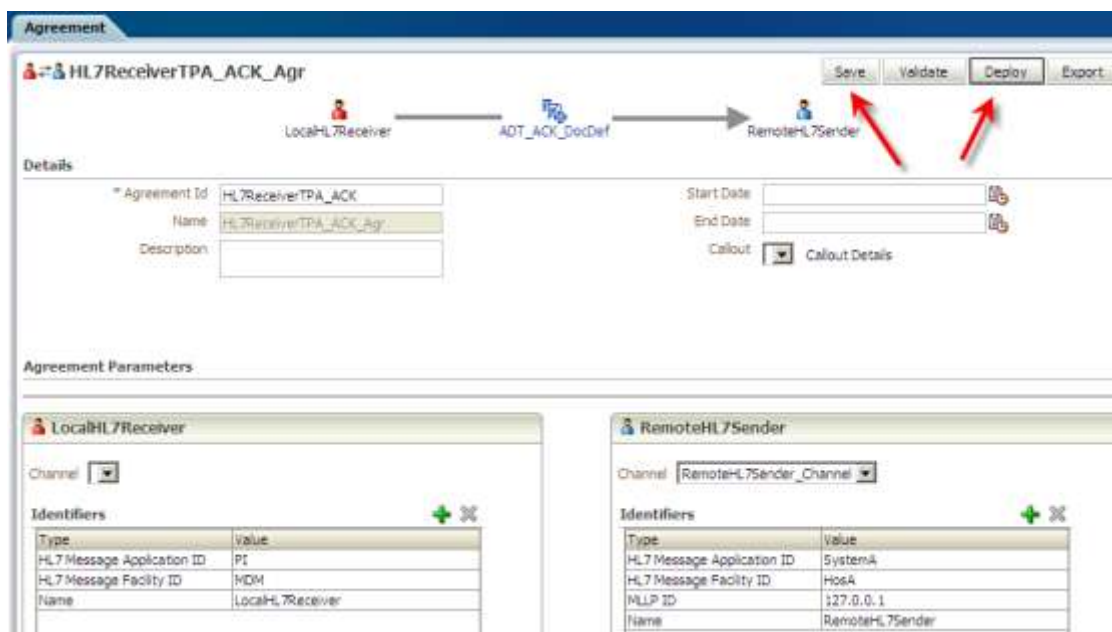 Agreement
HL7ReceiverTPA_ACK_Agr
Save Validate Deploy Export
LocalHL7Receiver ADT_ACK_DocDef RemoteHL7Sender
Details
* Agreement Id HL7ReceiverTPA_ACK Start Date
Name HL7ReceiverTPA_ACK_Agr End Date
Description Callout Callout Details
Agreement Parameters
LocalHL7Receiver RemoteHL7Sender
Channel Channel RemoteHL7Sender_Channel
Identifiers Identifiers
Type Value Type Value
HL7 Message Application ID PI HL7 Message Application ID SystemA
HL7 Message Facility ID MDM HL7 Message Facility ID HosA
Name LocalHL7Receiver MLLP ID 127.0.0.1
Name RemoteHL7Sender